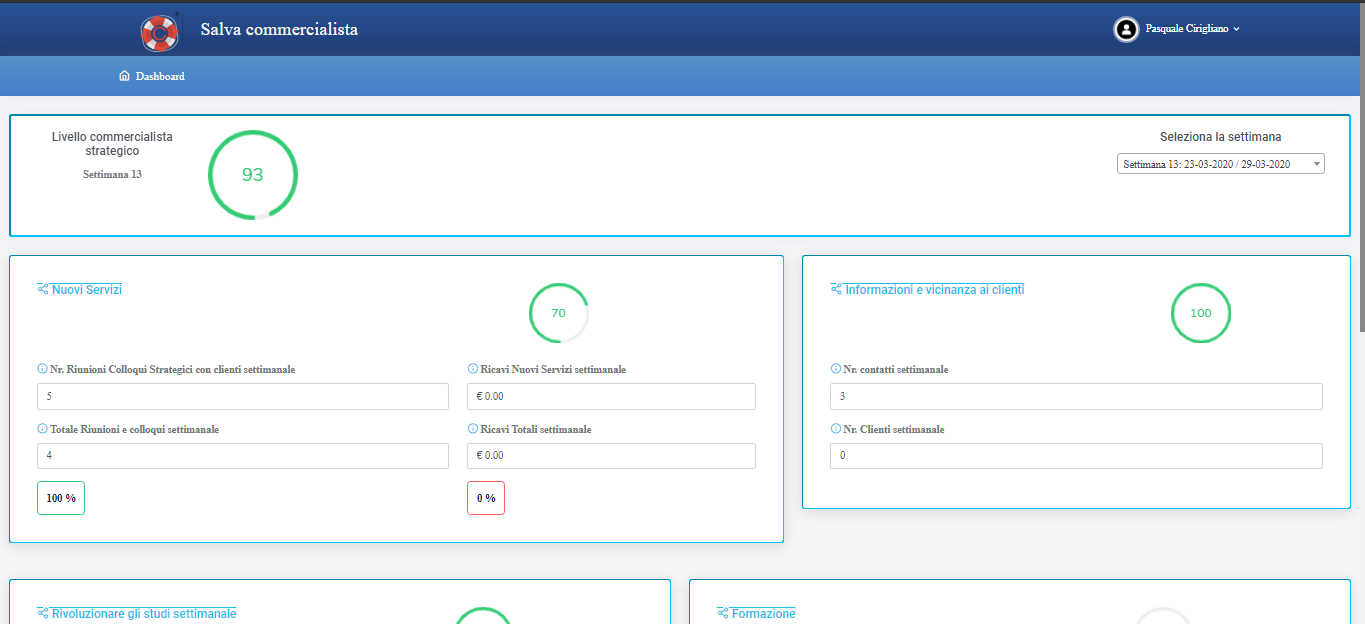 Salva commercialista
Pasquale Cirigliano
Dashboard
Livello commercialista
strategico
Settimana 13
93
Seleziona la settimana
Settimana 13: 23-03-2020 / 29-03-2020
Nuovi Servizi
70
Nr. Riunioni Colloqui Strategici con clienti settimanale
5
Totale Riunioni e colloqui settimanale
4
100 %
Ricavi Nuovi Servizi settimanale
€ 0.00
Ricavi Totali settimanale
€ 0.00
0 %
Informazioni e vicinanza ai clienti
100
Nr. contatti settimanale
3
Nr. Clienti settimanale
0
Rivoluzionare gli studi settimanale
Formazione